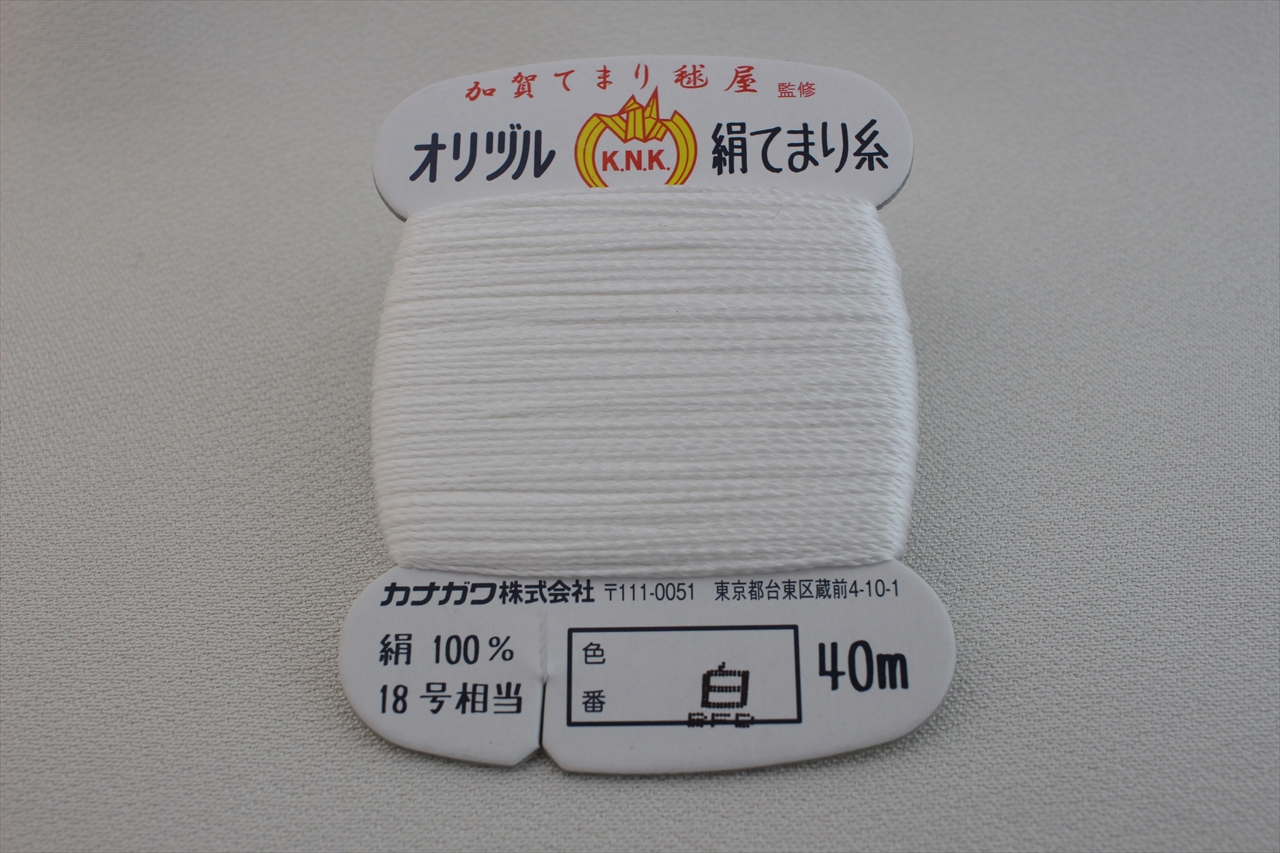 加賀てまり毬屋 監修
オリヅル K.N.K. 絹てまり糸
カナガワ株式会社 〒111-0051 東京都台東区蔵前4-10-1
絹 100%
18号相当
色番 白
40m